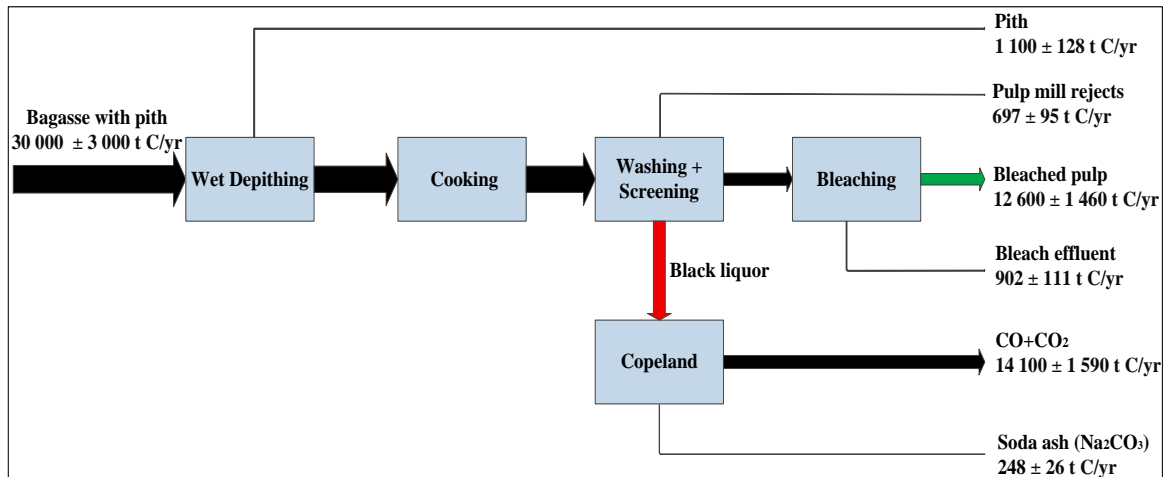 Pith
1 100 ± 128 t C/yr
Pulp mill rejects
697 ± 95 t C/yr
Bagasse with pith
30 000 ± 3 000 t C/yr
Wet Depithing
Cooking
Washing +
Screening
Bleaching
Bleached pulp
12 600 ± 1 460 t C/yr
Bleach effluent
902 ± 111 t C/yr
Black liquor
Copeland
CO+CO₂
14 100 ± 1 590 t C/yr
Soda ash (Na₂CO₃)
248 ± 26 t C/yr